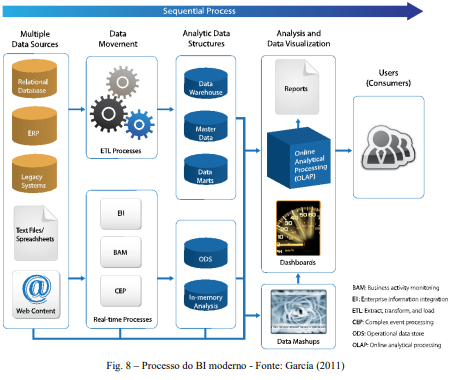 Sequential Process
Multiple
Data Sources
Data
Movement
Analytic Data
Structures
Analysis and
Data Visualization
Users
(Consumers)
Relational
Database
ERP
Legacy
Systems
Text Files/
Spreadsheets
@
Web Content
ETL Processes
EI
BAM
CEP
Real-time Processes
Data
Warehouse
Master
Data
Data
Marts
ODS
In-memory
Analysis
Reports
Online
Analytical
Processing
(OLAP)
Dashboards
Data Mashups
BAM: Business activity monitoring
EI: Enterprise information integration
ETL: Extract, transform, and load
CEP: Complex event processing
ODS: Operational data store
OLAP: Online analytical processing
Fig. 8 – Processo do BI moderno - Fonte: García (2011)